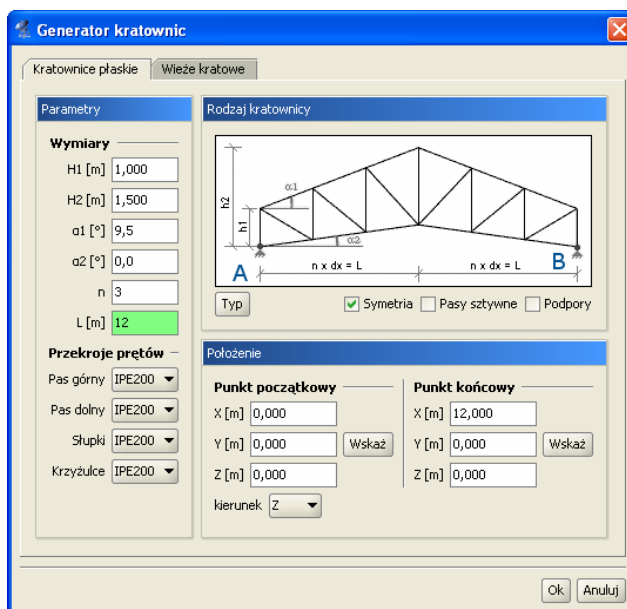 Generator kratownic
Kratownice płaskie Wieże kratowe
Parametry
Wymiary
H1 [m] 1,000
H2 [m] 1,500
α1 [°] 9,5
α2 [°] 0,0
n 3
L [m] 12
Przekroje prętów
Pas górny IPE200
Pas dolny IPE200
Słupki IPE200
Krzyżulce IPE200
Rodzaj kratownicy
h2
h1
α1
α2
A
B
n x dx = L n x dx = L
Typ Symetria Pasy sztywne Podpory
Położenie
Punkt początkowy
X [m] 0,000
Y [m] 0,000 Wskaż
Z [m] 0,000
kierunek Z
Punkt końcowy
X [m] 12,000
Y [m] 0,000 Wskaż
Z [m] 0,000
Ok Anuluj